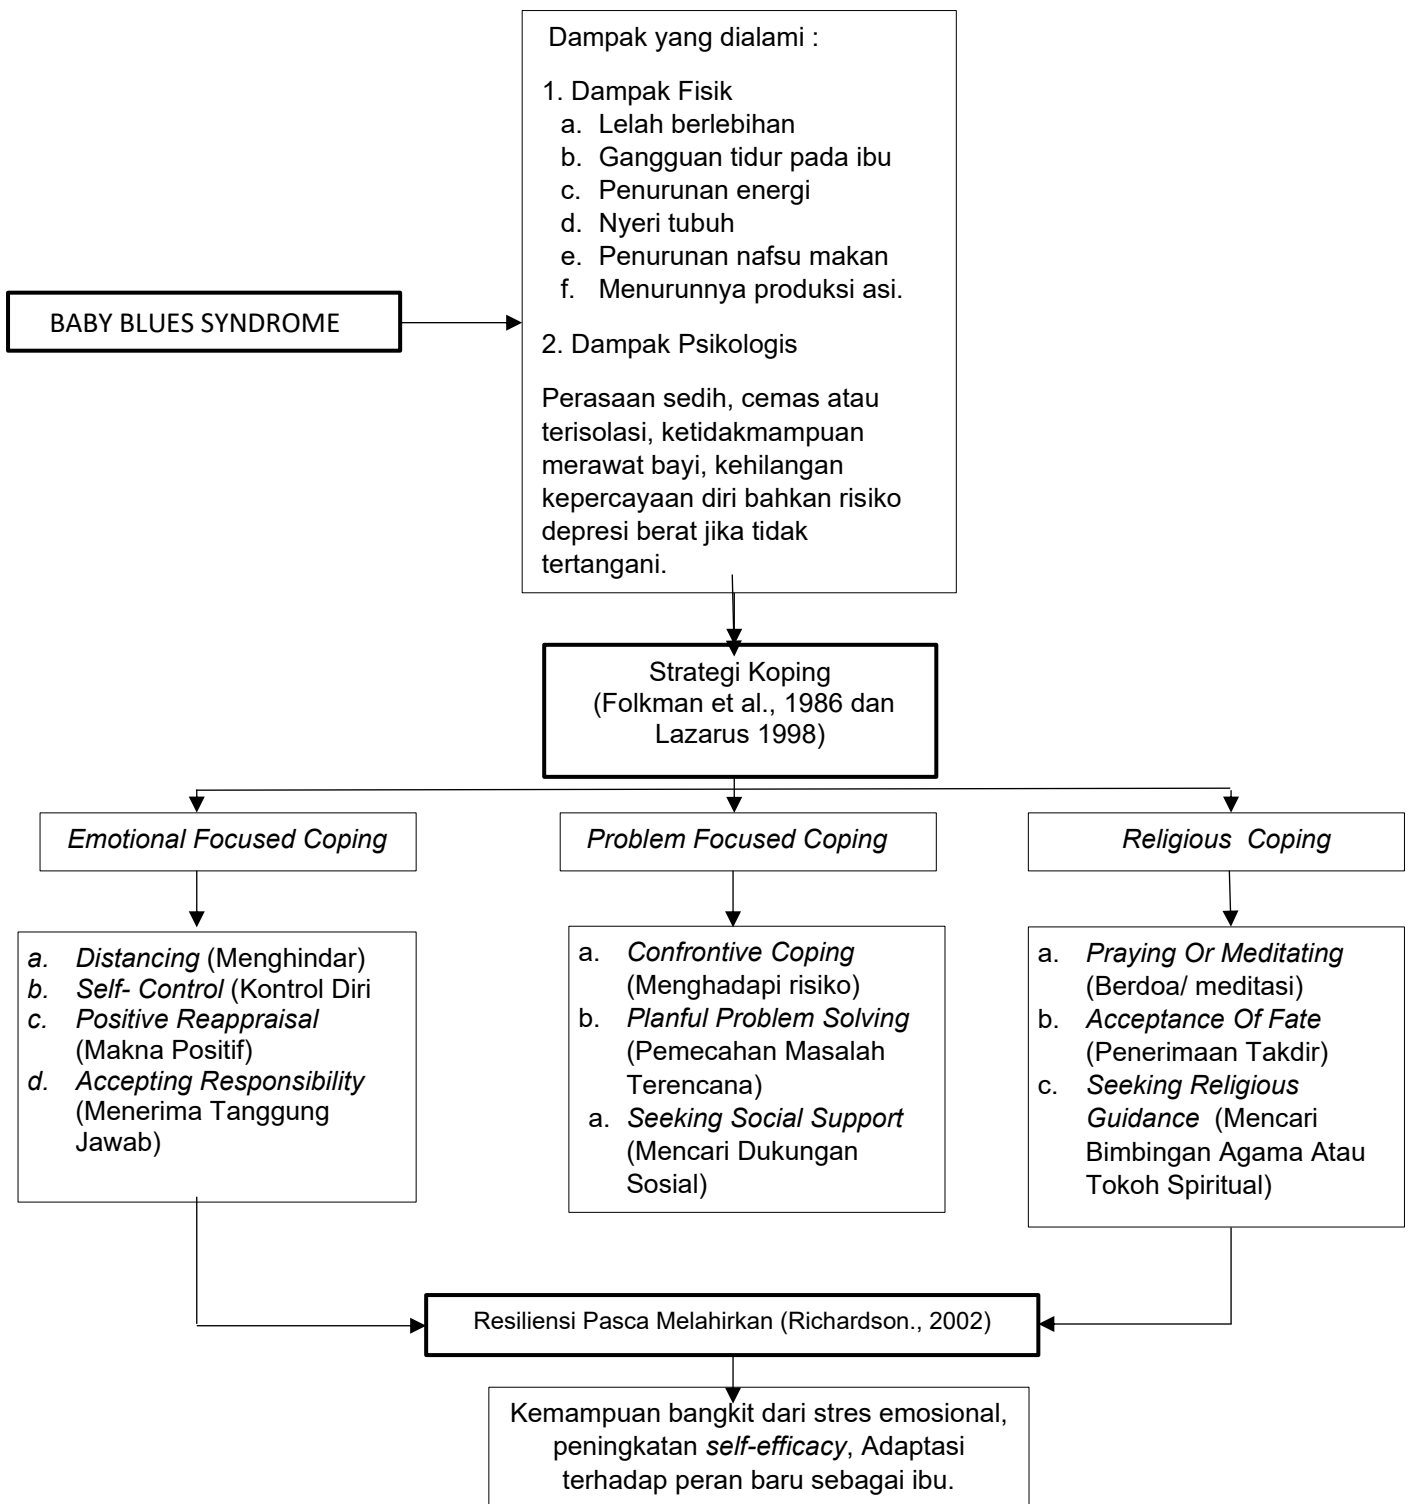 Dampak yang dialami :
1. Dampak Fisik
a. Lelah berlebihan
b. Gangguan tidur pada ibu
c. Penurunan energi
d. Nyeri tubuh
e. Penurunan nafsu makan
f. Menurunnya produksi asi.
2. Dampak Psikologis
Perasaan sedih, cemas atau
terisolasi, ketidakmampuan
merawat bayi, kehilangan
kepercayaan diri bahkan risiko
depresi berat jika tidak
tertangani.
BABY BLUES SYNDROME
Strategi Koping
(Folkman et al., 1986 dan
Lazarus 1998)
Emotional Focused Coping
Problem Focused Coping
Religious Coping
a. Distancing (Menghindar)
b. Self- Control (Kontrol Diri
c. Positive Reappraisal
(Makna Positif)
d. Accepting Responsibility
(Menerima Tanggung
Jawab)
a. Confrontive Coping
(Menghadapi risiko)
b. Planful Problem Solving
(Pemecahan Masalah
Terencana)
a. Seeking Social Support
(Mencari Dukungan
Sosial)
a. Praying Or Meditating
(Berdoa/ meditasi)
b. Acceptance Of Fate
(Penerimaan Takdir)
c. Seeking Religious
Guidance (Mencari
Bimbingan Agama Atau
Tokoh Spiritual)
Resiliensi Pasca Melahirkan (Richardson., 2002)
Kemampuan bangkit dari stres emosional,
peningkatan self-efficacy, Adaptasi
terhadap peran baru sebagai ibu.